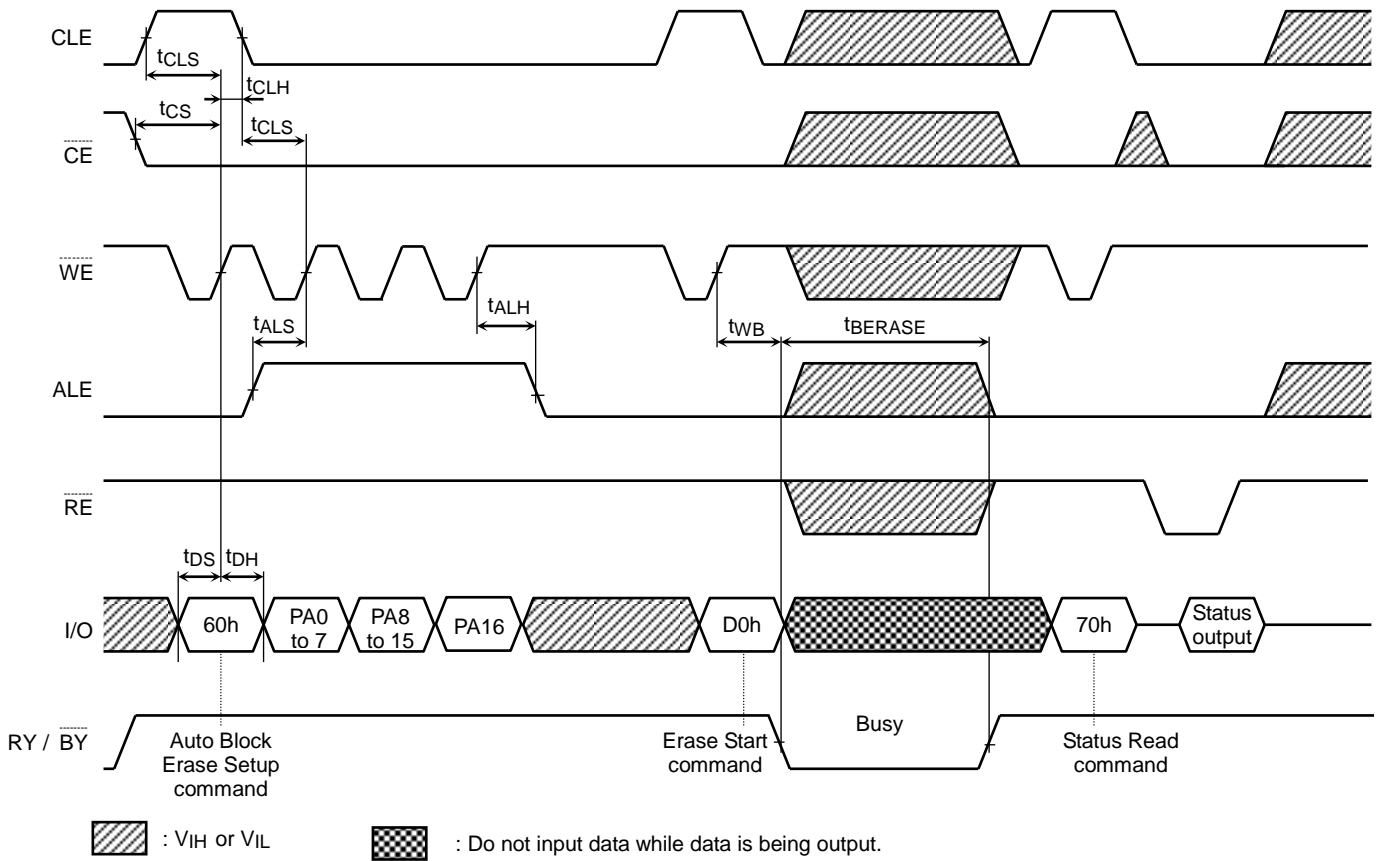 CLE
tCLS
tCLH
tCS
tCLS
CE
WE
tALH
tALS
tWB
tBERASE
ALE
RE
tDS
tDH
I/O
60h
PA0
to 7
PA8
to 15
PA16
D0h
70h
Status
output
RY / BY
Busy
Auto Block
Erase Setup
command
Erase Start
command
Status Read
command
: VIH or VIL
: Do not input data while data is being output.